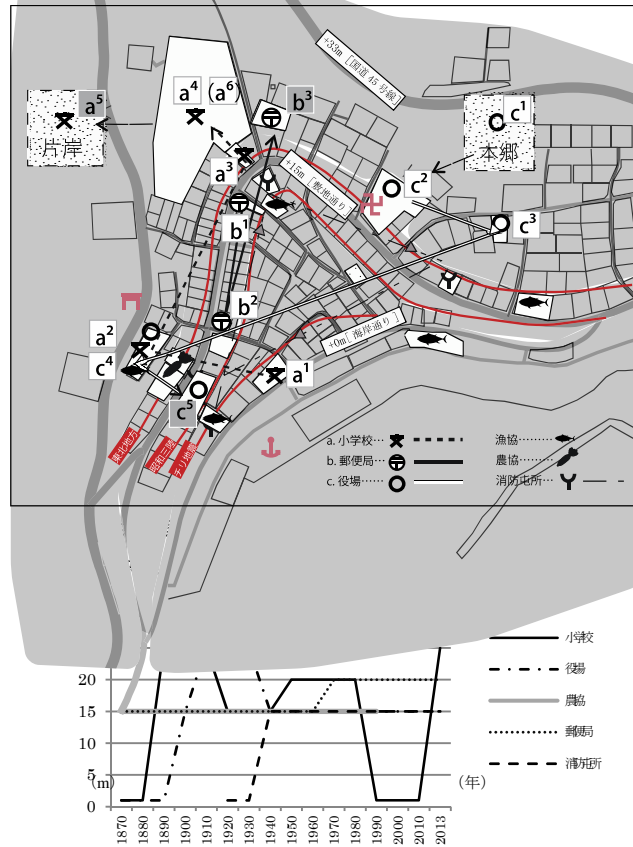 +33m [国道45号線]
a⁵
片岸
a⁴ (a⁶)
b³
c¹
本郷
a³
+15m [敷地通り]
c²
b¹
c³
b²
+0m [海岸通り]
a²
c⁴
a¹
c⁵
東北地方
昭和三陸
チリ地震
a. 小学校
b. 郵便局
c. 役場
漁協
農協
消防屯所
小学校
役場
農協
郵便局
消防屯所
20
15
10
5
(m)
0
(年)
1870
1880
1890
1900
1910
1920
1930
1940
1950
1960
1970
1980
1990
2000
2010
2013